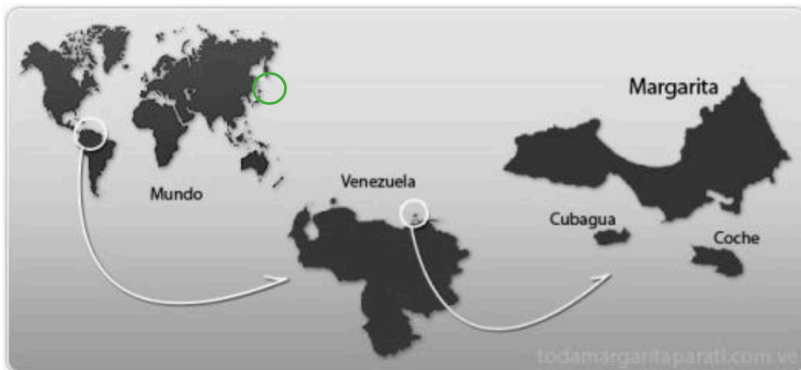 Mundo
Venezuela
Margarita
Cubagua
Coche
todamargaritaparati.com.ve